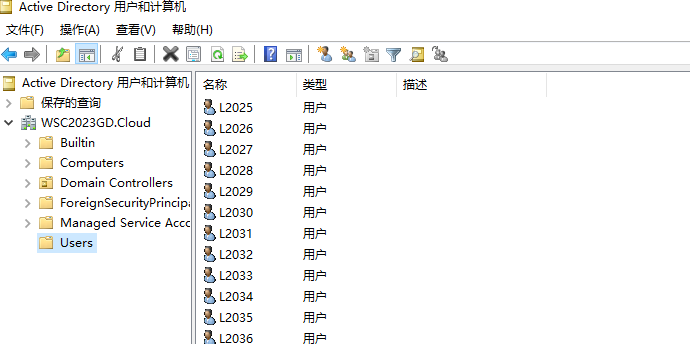 Active Directory 用户和计算机
文件(F) 操作(A) 查看(V) 帮助(H)
Active Directory 用户和计算机
保存的查询
WSC2023GD.Cloud
Builtin
Computers
Domain Controllers
ForeignSecurityPrincipa
Managed Service Acco
Users
名称 类型 描述
L2025 用户
L2026 用户
L2027 用户
L2028 用户
L2029 用户
L2030 用户
L2031 用户
L2032 用户
L2033 用户
L2034 用户
L2035 用户
L2036 用户